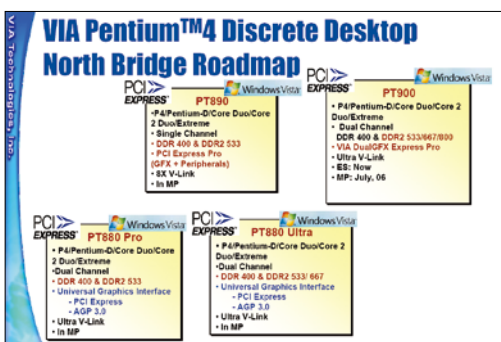 VIA Technologies, Inc.
VIA Pentium™4 Discrete Desktop
North Bridge Roadmap
PCI
EXPRESS
Windows Vista
PT890
•P4/Pentium-D/Core Duo/Core
2 Duo/Extreme
•Single Channel
•DDR 400 & DDR2 533
•PCI Express Pro
(GFX + Peripherals)
•8X V-Link
•In MP
PCI
EXPRESS
Windows Vista
PT900
• P4/Pentium-D/Core Duo/Core 2
Duo/Extreme
• Dual Channel
DDR 400 & DDR2 533/667/800
• VIA DualGFX Express Pro
• Ultra V-Link
• ES: Now
• MP: July, 06
PCI
EXPRESS
Windows Vista
PT880 Pro
• P4/Pentium-D/Core Duo/Core
2 Duo/Extreme
•Dual Channel
• DDR 400 & DDR2 533
• Universal Graphics Interface
- PCI Express
- AGP 3.0
• Ultra V-Link
• In MP
PCI
EXPRESS
Windows Vista
PT880 Ultra
• P4/Pentium-D/Core Duo/Core 2
Duo/Extreme
•Dual Channel
• DDR 400 & DDR2 533/ 667
• Universal Graphics Interface
- PCI Express
- AGP 3.0
• Ultra V-Link
• In MP